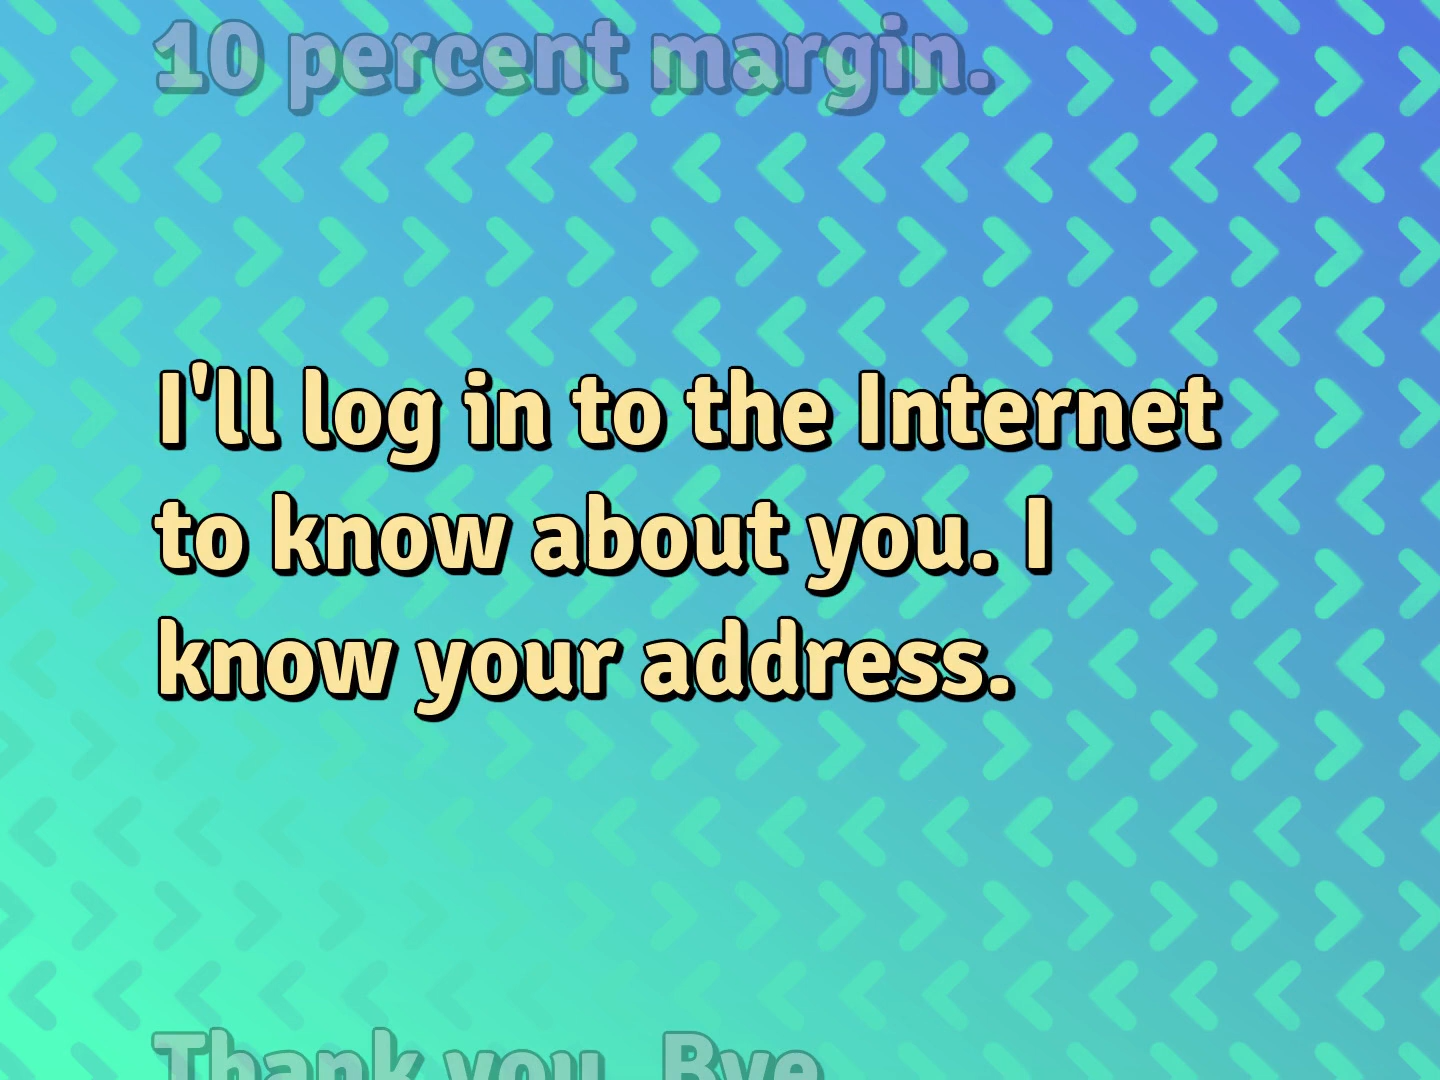 10 percent margin.
I'll log in to the Internet
to know about you. I
know your address.
Thank you. Bye